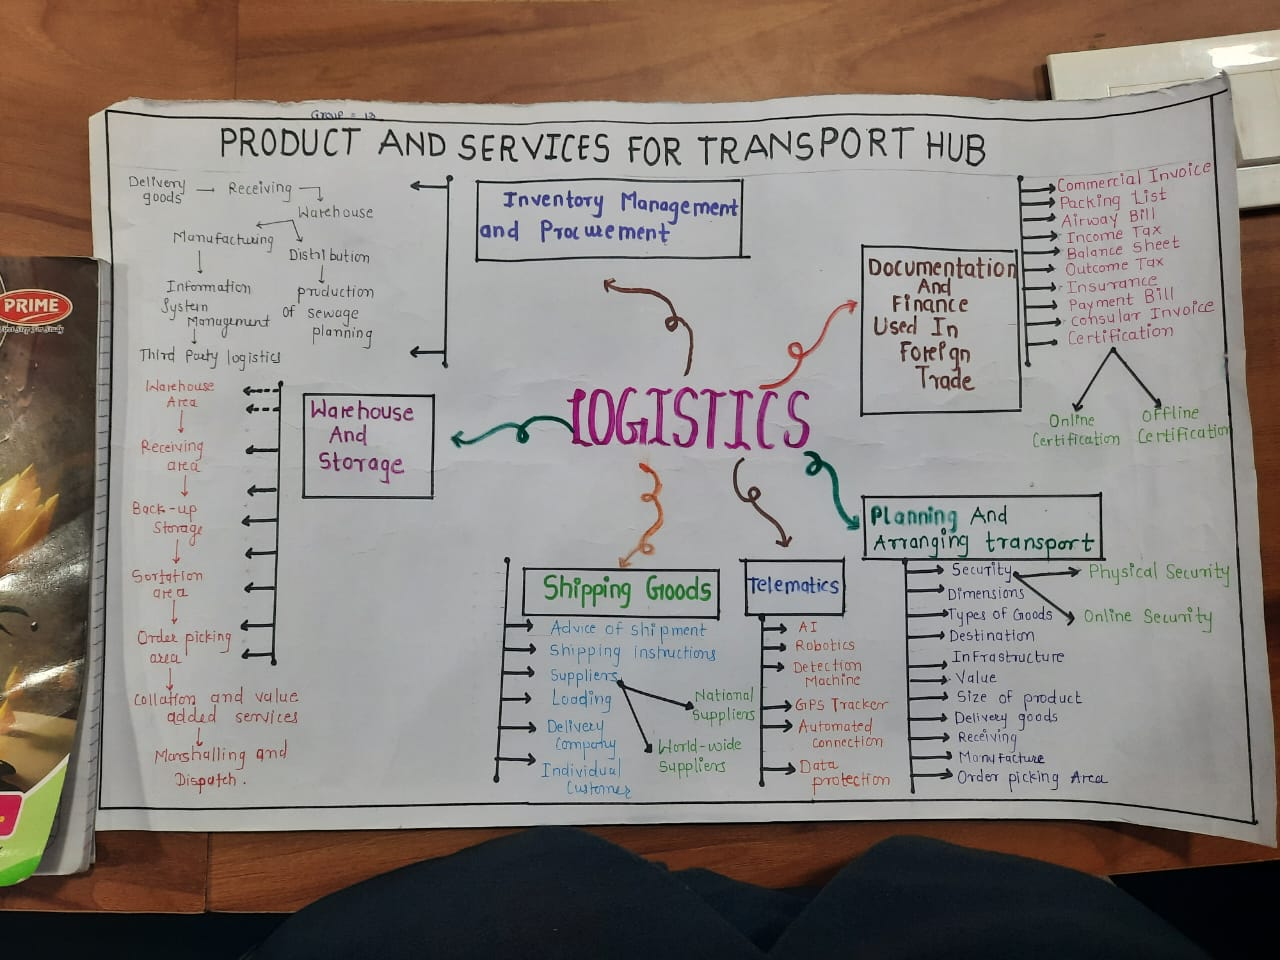 Group = 13
PRODUCT AND SERVICES FOR TRANSPORT HUB
Delivery
goods
Receiving
Warehouse
Manufacturing
Distribution
Information
System
Management
production
of sewage
planning
Third Party logistics
Inventory Management
and Procurement
Documentation
And
Finance
Used In
Foreign
Trade
Commercial Invoice
Packing List
Airway Bill
Income Tax
Balance Sheet
Outcome Tax
Insurance
Payment Bill
Consular Invoice
Certification
Online
Certification
Offline
Certification
LOGISTICS
Warehouse
And
Storage
Warehouse
Area
Receiving
area
Back-up
Storage
Sortation
area
Order picking
area
Collation and value
added services
Marshalling and
Dispatch.
Shipping Goods
Advice of shipment
Shipping instructions
Suppliers
Loading
Delivery
Company
Individual
Customer
National
Suppliers
World-wide
Suppliers
Telematics
AI
Robotics
Detection
Machine
GPS Tracker
Automated
connection
Data
protection
Planning And
Arranging transport
Security
Dimensions
Types of Goods
Destination
Infrastructure
Value
Size of product
Delivery goods
Receiving
Manufacture
Order picking Area
Physical Security
Online Security
PRIME